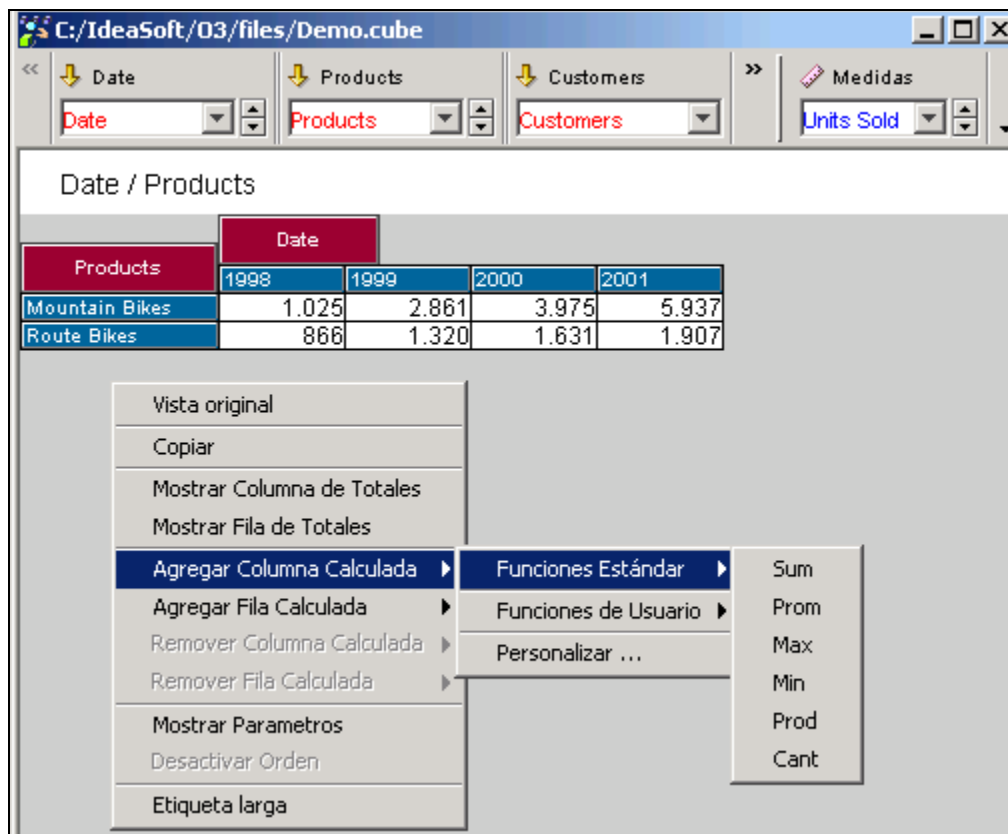 C:/IdeaSoft/O3/files/Demo.cube
Date Products Customers Medidas
Date Products Customers Units Sold
Date / Products
Date
Products
1998 1999 2000 2001
Mountain Bikes 1.025 2.861 3.975 5.937
Route Bikes 866 1.320 1.631 1.907
Vista original
Copiar
Mostrar Columna de Totales
Mostrar Fila de Totales
Agregar Columna Calculada Funciones Estándar Sum
Agregar Fila Calculada Funciones de Usuario Prom
Remover Columna Calculada Personalizar ... Max
Remover Fila Calculada Min
Mostrar Parametros Prod
Desactivar Orden Cant
Etiqueta larga